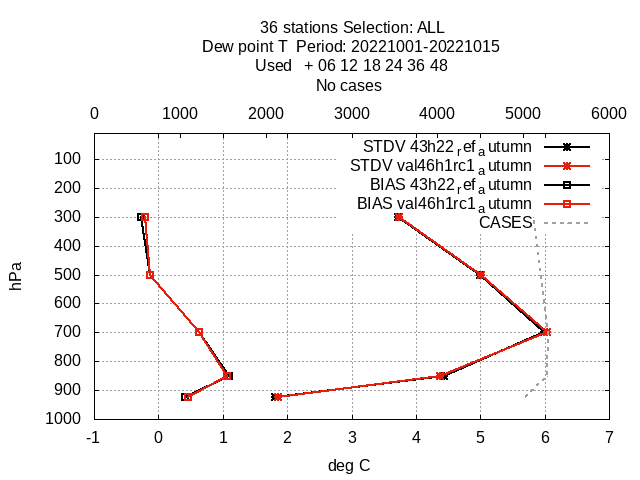 36 stations Selection: ALL
Dew point T  Period: 20221001-20221015
Used   + 06 12 18 24 36 48
No cases
0 1000 2000 3000 4000 5000 6000
STDV 43h22_ref_autumn
STDV val46h1rc1_autumn
BIAS 43h22_ref_autumn
BIAS val46h1rc1_autumn
CASES
100
200
300
400
500
600
700
800
900
1000
hPa
-1 0 1 2 3 4 5 6 7
deg C